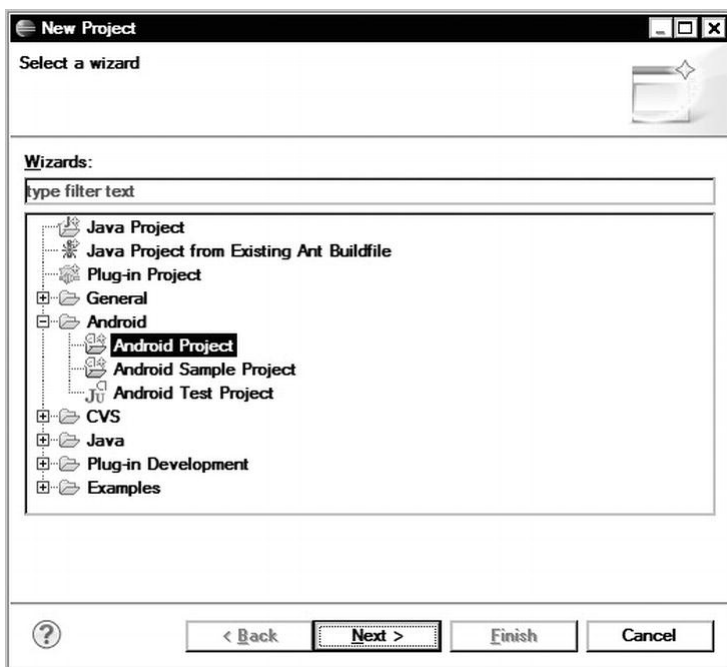 New Project
Select a wizard
Wizards:
type filter text
Java Project
Java Project from Existing Ant Buildfile
Plug-in Project
General
Android
Android Project
Android Sample Project
Android Test Project
CVS
Java
Plug-in Development
Examples
< Back Next > Finish Cancel